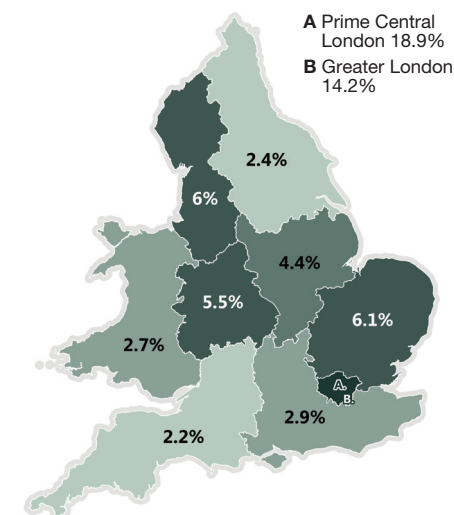 A Prime Central
London 18.9%
B Greater London
14.2%
2.4%
6%
4.4%
5.5%
6.1%
2.7%
A.
B.
2.9%
2.2%